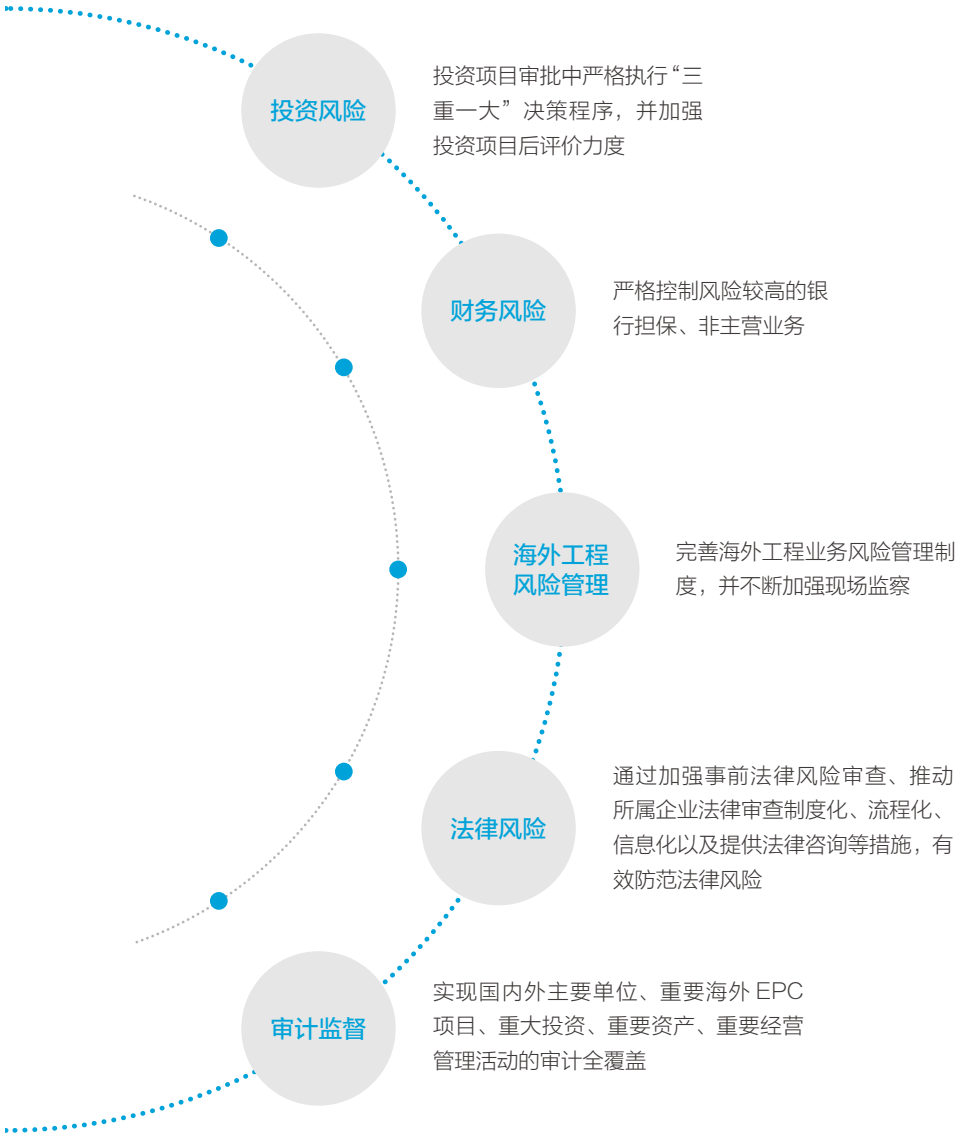 投资风险
投资项目审批中严格执行“三
重一大”决策程序，并加强
投资项目后评价力度
财务风险
严格控制风险较高的银
行担保、非主营业务
海外工程
风险管理
完善海外工程业务风险管理制
度，并不断加强现场监察
法律风险
通过加强事前法律风险审查、推动
所属企业法律审查制度化、流程化、
信息化以及提供法律咨询等措施，有
效防范法律风险
审计监督
实现国内外主要单位、重要海外 EPC
项目、重大投资、重要资产、重要经营
管理活动的审计全覆盖